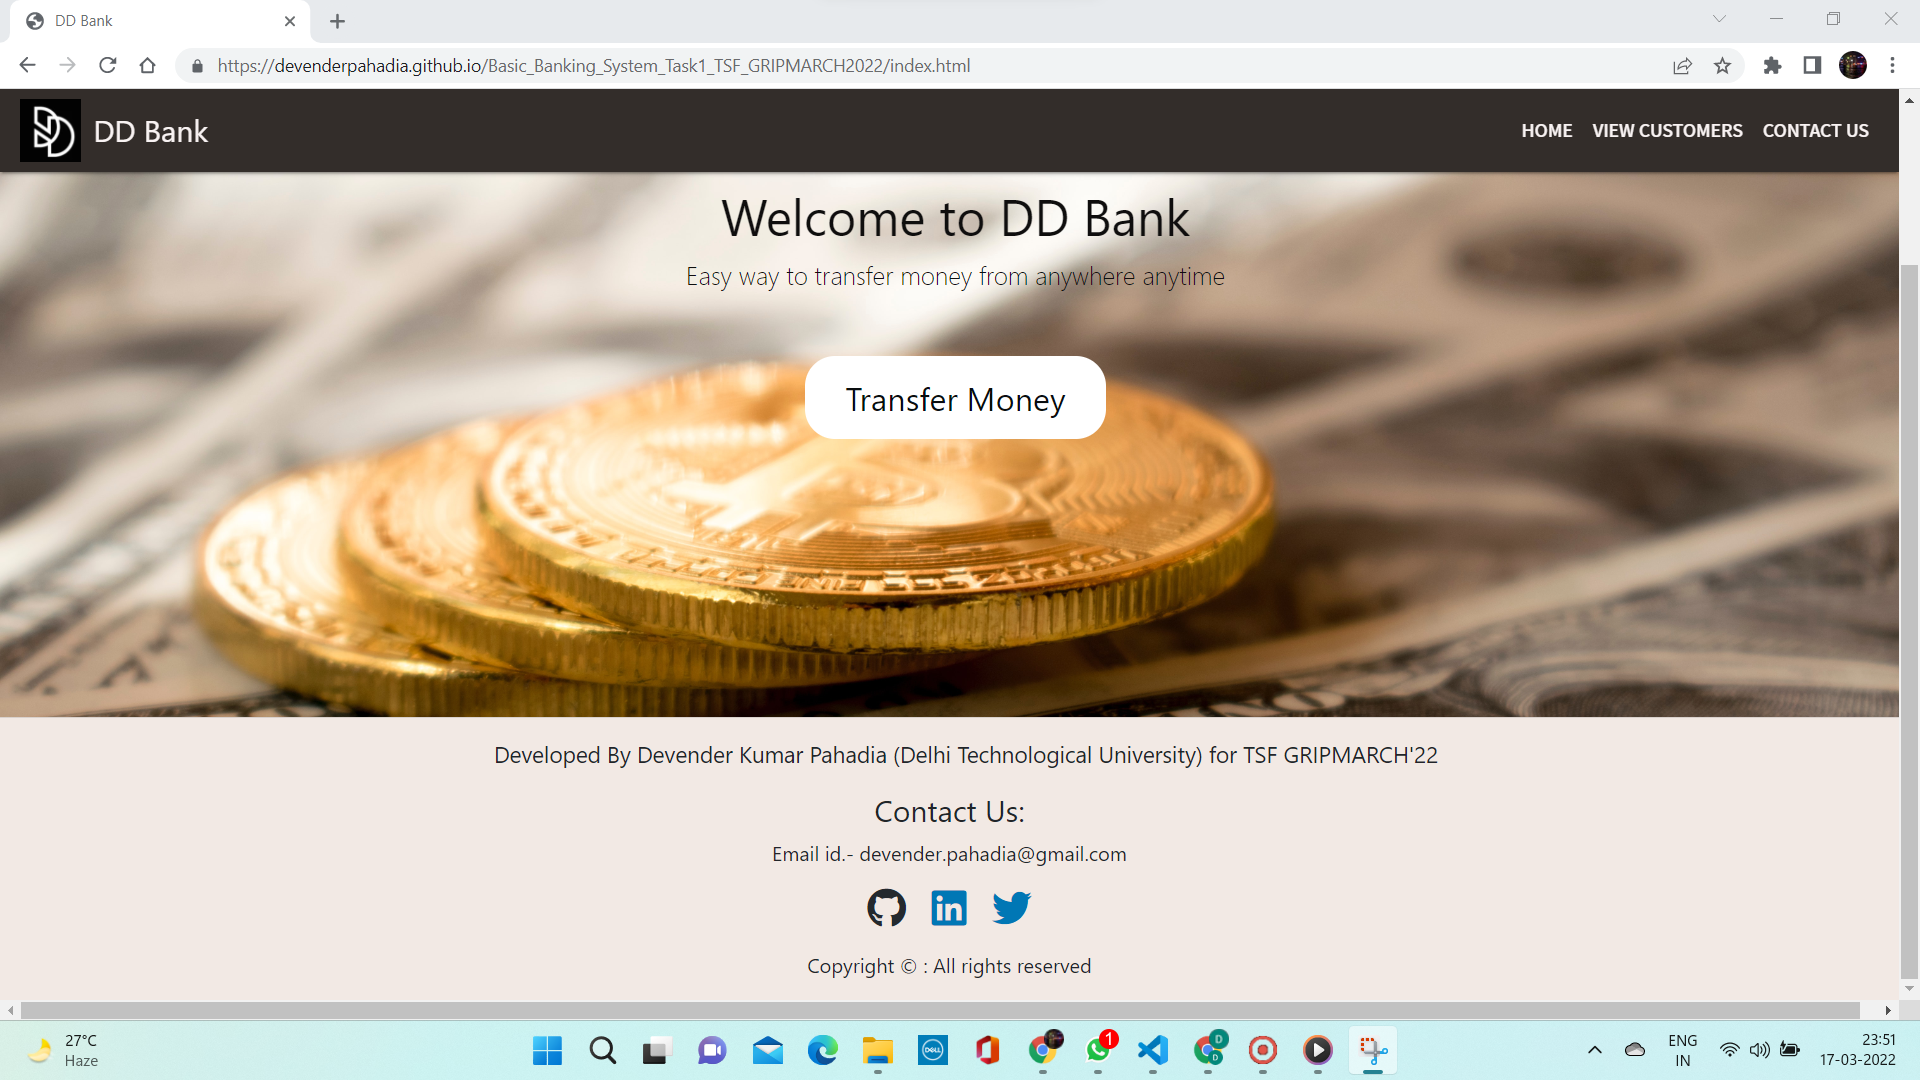 DD Bank
https://devenderpahadia.github.io/Basic_Banking_System_Task1_TSF_GRIPMARCH2022/index.html
DD Bank
HOME VIEW CUSTOMERS CONTACT US
Welcome to DD Bank
Easy way to transfer money from anywhere anytime
Transfer Money
Developed By Devender Kumar Pahadia (Delhi Technological University) for TSF GRIPMARCH'22
Contact Us:
Email id.- devender.pahadia@gmail.com
in
Copyright © : All rights reserved
27°C
Haze
DELL
1
D
D
ENG
IN
23:51
17-03-2022